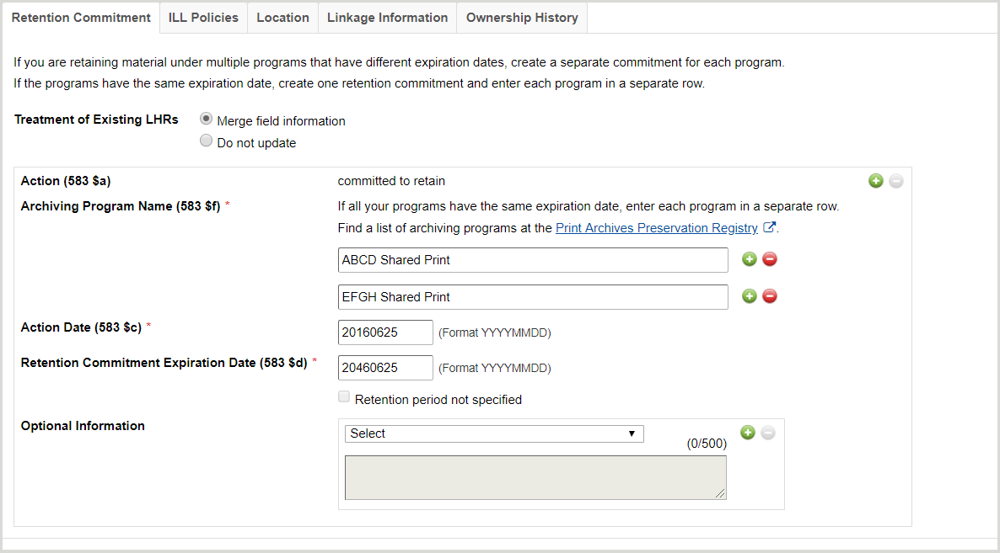 Retention Commitment ILL Policies Location Linkage Information Ownership History
If you are retaining material under multiple programs that have different expiration dates, create a separate commitment for each program.
If the programs have the same expiration date, create one retention commitment and enter each program in a separate row.
Treatment of Existing LHRs Merge field information
Do not update
Action (583 $a) committed to retain
Archiving Program Name (583 $f) * If all your programs have the same expiration date, enter each program in a separate row.
Find a list of archiving programs at the Print Archives Preservation Registry .
ABCD Shared Print
EFGH Shared Print
Action Date (583 $c) * 20160625 (Format YYYYMMDD)
Retention Commitment Expiration Date (583 $d) * 20460625 (Format YYYYMMDD)
Retention period not specified
Optional Information Select
(0/500)